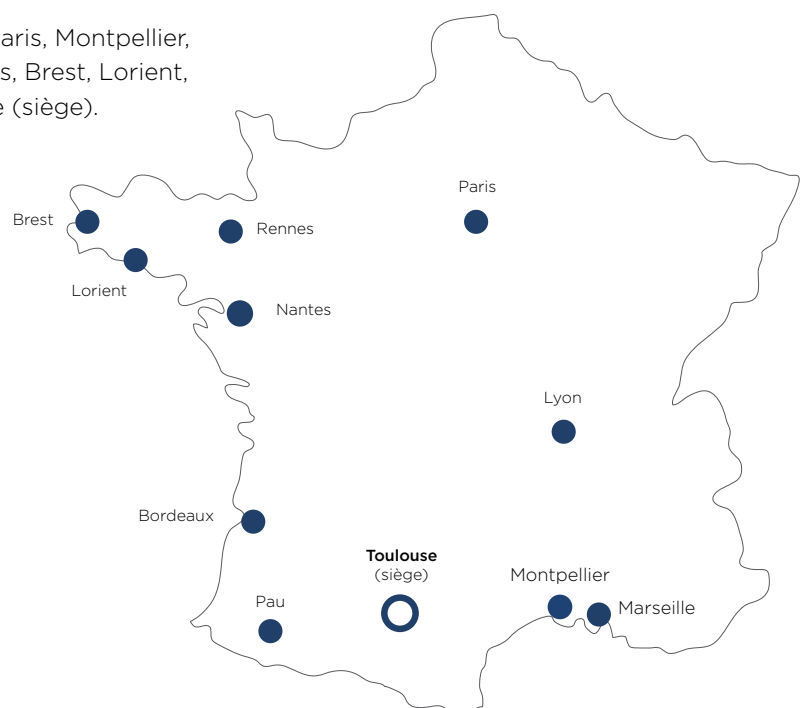 aris, Montpellier,
s, Brest, Lorient,
e (siège).
Paris
Brest
Rennes
Lorient
Nantes
Lyon
Bordeaux
Toulouse
(siège)
Montpellier
Pau
Marseille